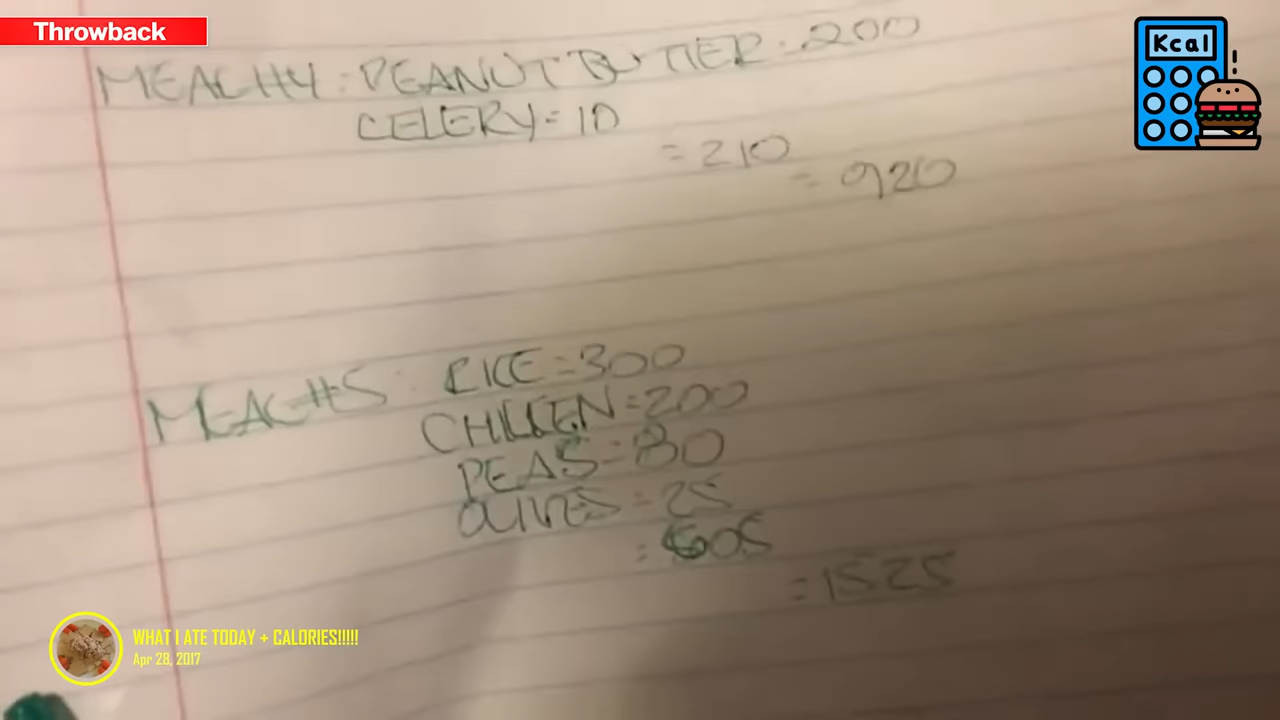 Throwback
Kcal
MEAL#4: PEANUT BUTTER: 200
CELERY= 10
= 210
= 920
MEAL#5: RICE=300
CHICKEN=200
PEAS=80
OLIVES=25
=605
=1525
WHAT I ATE TODAY + CALORIES!!!!!
Apr 28, 2017